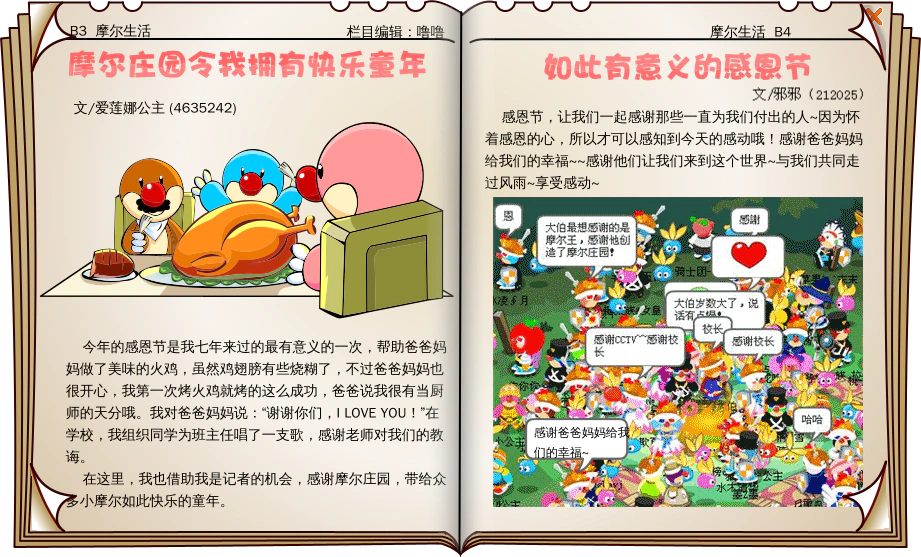 B3 摩尔生活
栏目编辑：噜噜
摩尔庄园令我拥有快乐童年
文/爱莲娜公主 (4635242)
今年的感恩节是我七年来过的最有意义的一次，帮助爸爸妈
妈做了美味的火鸡，虽然鸡翅膀有些烧糊了，不过爸爸妈妈也
很开心，我第一次烤火鸡就烤的这么成功，爸爸说我很有当厨
师的天分哦。我对爸爸妈妈说：“谢谢你们，I LOVE YOU！”在
学校，我组织同学为班主任唱了一支歌，感谢老师对我们的教
诲。
在这里，我也借助我是记者的机会，感谢摩尔庄园，带给众
多小摩尔如此快乐的童年。
摩尔生活 B4
如此有意义的感恩节
文/邪邪（212025）
感恩节，让我们一起感谢那些一直为我们付出的人~因为怀
着感恩的心，所以才可以感知到今天的感动哦！感谢爸爸妈妈
给我们的幸福~~感谢他们让我们来到这个世界~与我们共同走
过风雨~享受感动~
恩
感謝
大伯最想感谢的是
摩尔王，感谢他创
造了摩尔庄园！
骑士团
大伯岁数大了，说
话有点慢！
校长
感谢CCTV^^感谢校
长
感谢校长
哈哈
感谢爸爸妈妈给我
们的幸福~